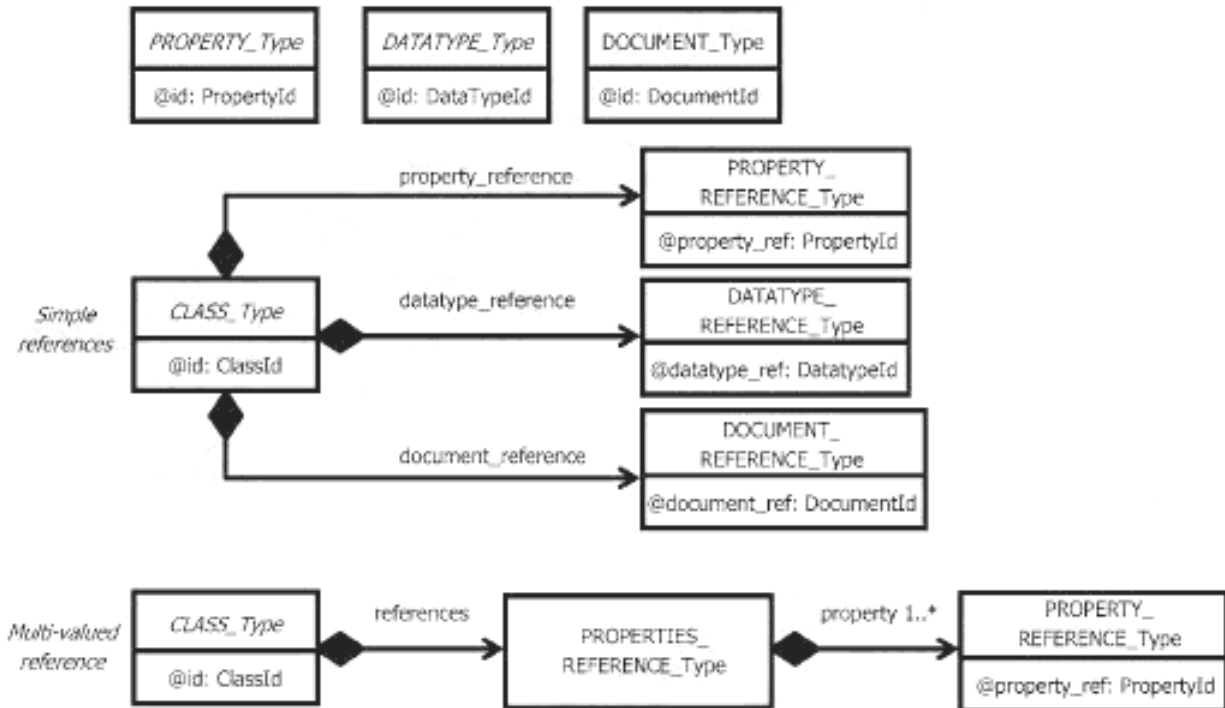 PROPERTY_Type
@id: PropertyId
DATATYPE_Type
@id: DataTypeId
DOCUMENT_Type
@id: DocumentId
Simple
references
CLASS_Type
@id: ClassId
property_reference
PROPERTY_
REFERENCE_Type
@property_ref: PropertyId
datatype_reference
DATATYPE_
REFERENCE_Type
@datatype_ref: DatatypeId
document_reference
DOCUMENT_
REFERENCE_Type
@document_ref: DocumentId
Multi-valued
reference
CLASS_Type
@id: ClassId
references
PROPERTIES_
REFERENCE_Type
property 1..*
PROPERTY_
REFERENCE_Type
@property_ref: PropertyId